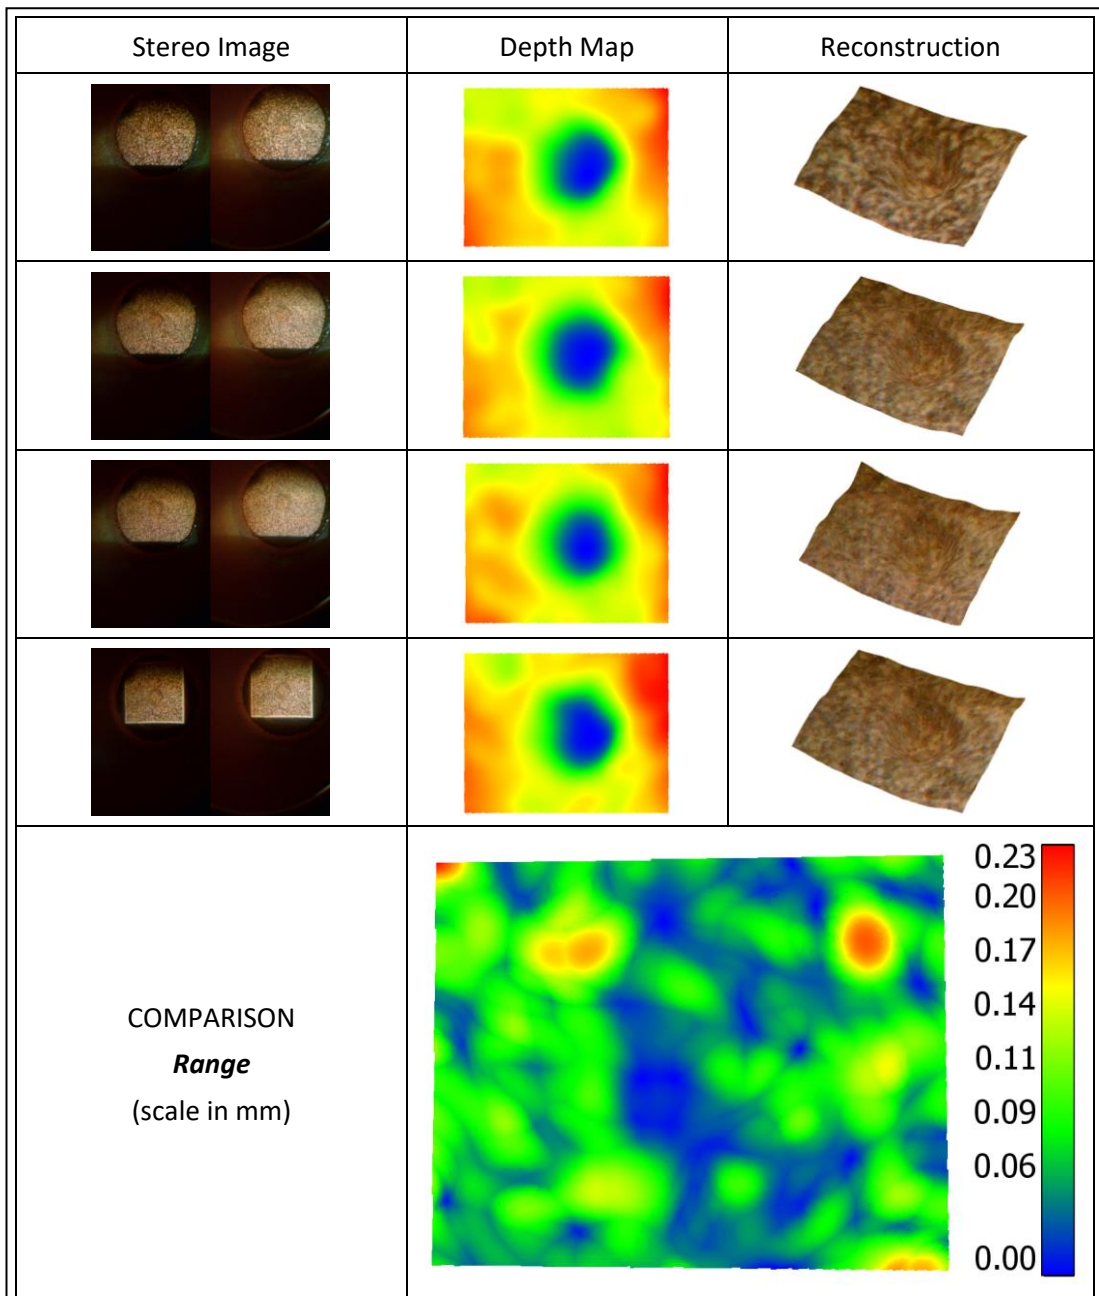 Stereo Image
Depth Map
Reconstruction
COMPARISON
Range
(scale in mm)
0.23
0.20
0.17
0.14
0.11
0.09
0.06
0.00